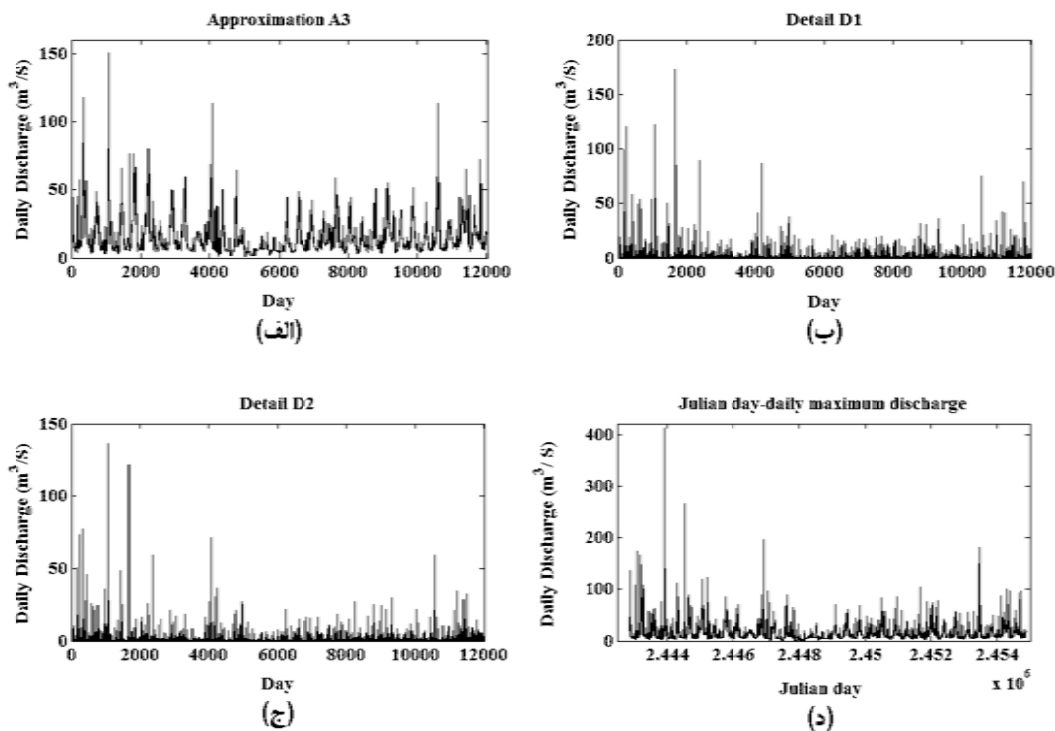 Approximation A3
Daily Discharge (m³/S)
150
100
50
0
0 2000 4000 6000 8000 10000 12000
Day
(الف)
Detail D1
Daily Discharge (m³/S)
200
150
100
50
0
0 2000 4000 6000 8000 10000 12000
Day
(ب)
Detail D2
Daily Discharge (m³/S)
150
100
50
0
0 2000 4000 6000 8000 10000 12000
Day
(ج)
Julian day-daily maximum discharge
Daily Discharge (m³/ S)
400
300
200
100
0
2.444 2.446 2.448 2.45 2.452 2.454
x 10⁶
Julian day
(د)